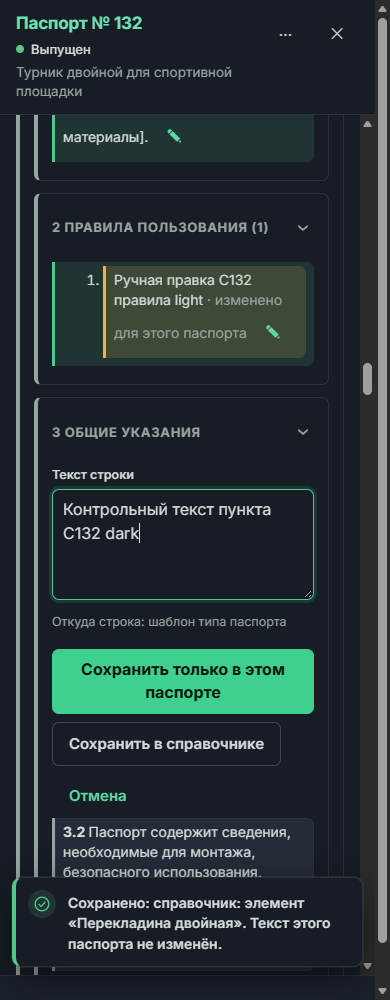 Паспорт № 132
...
Выпущен
Турник двойной для спортивной
площадки
материалы].
2 ПРАВИЛА ПОЛЬЗОВАНИЯ (1)
1. Ручная правка C132
правила light · изменено
для этого паспорта
3 ОБЩИЕ УКАЗАНИЯ
Текст строки
Контрольный текст пункта
C132 dark
Откуда строка: шаблон типа паспорта
Сохранить только в этом
паспорте
Сохранить в справочнике
Отмена
3.2 Паспорт содержит сведения,
необходимые для монтажа,
безопасного использования,
Сохранено: справочник: элемент
«Перекладина двойная». Текст этого
паспорта не изменён.